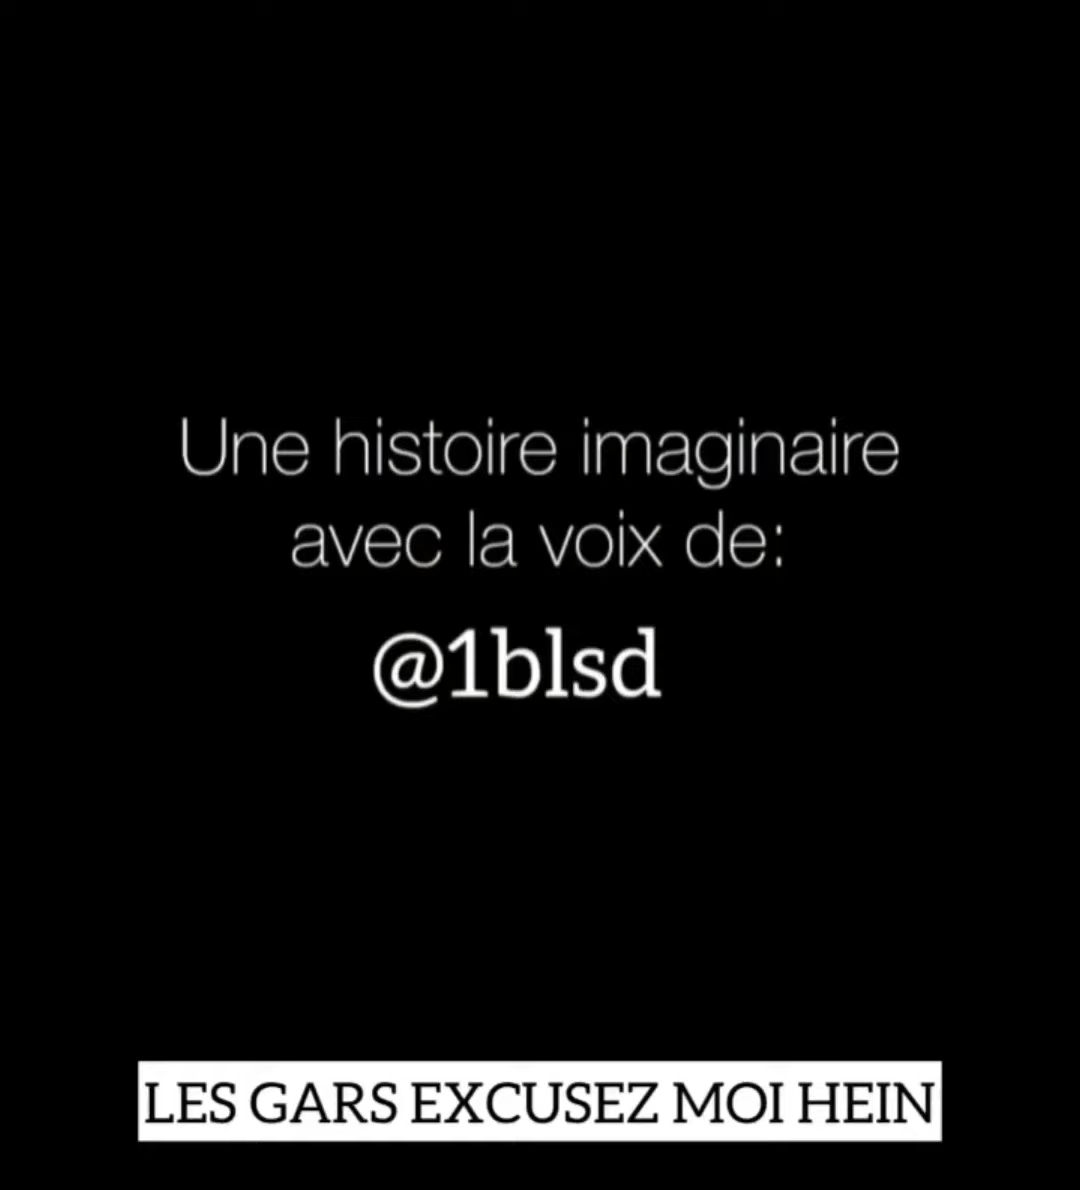 Une histoire imaginaire
avec la voix de:
@1blsd
LES GARS EXCUSEZ MOI HEIN